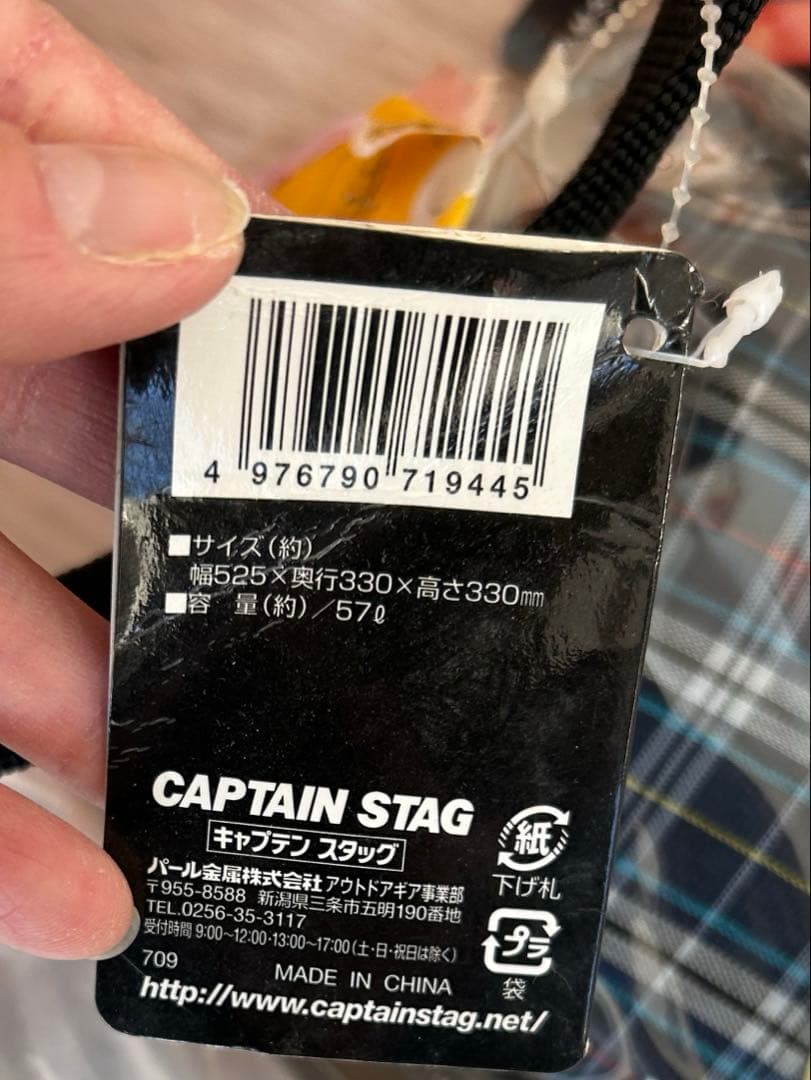 4 976790 719445
■サイズ(約)
幅525×奥行330×高さ330mm
■容 量(約)/57ℓ
CAPTAIN STAG
キャプテン スタッグ
パール金属株式会社 アウトドアギア事業部
〒955-8588 新潟県三条市五明190番地
TEL.0256-35-3117
受付時間 9:00~12:00・13:00~17:00(土・日・祝日は除く)
709
MADE IN CHINA
http://www.captainstag.net/
紙
下げ札
プラ
袋